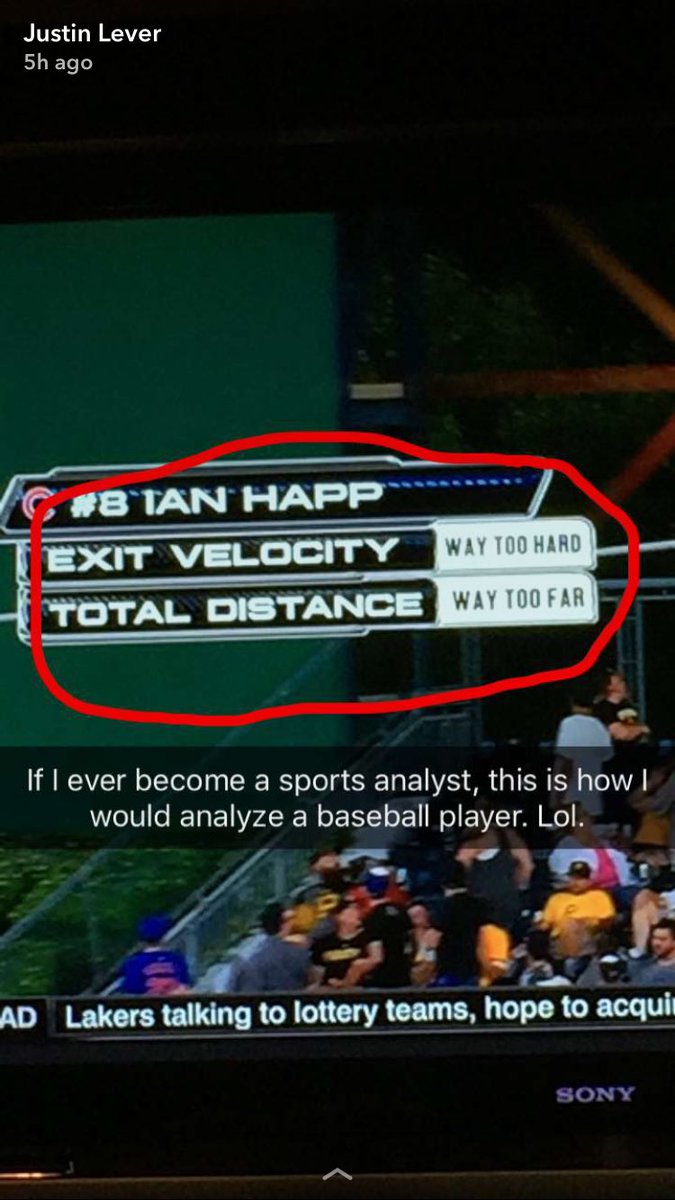 Justin Lever
5h ago
#8 IAN HAPP
EXIT VELOCITY WAY TOO HARD
TOTAL DISTANCE WAY TOO FAR
If I ever become a sports analyst, this is how I
would analyze a baseball player. Lol.
AD Lakers talking to lottery teams, hope to acqui
SONY